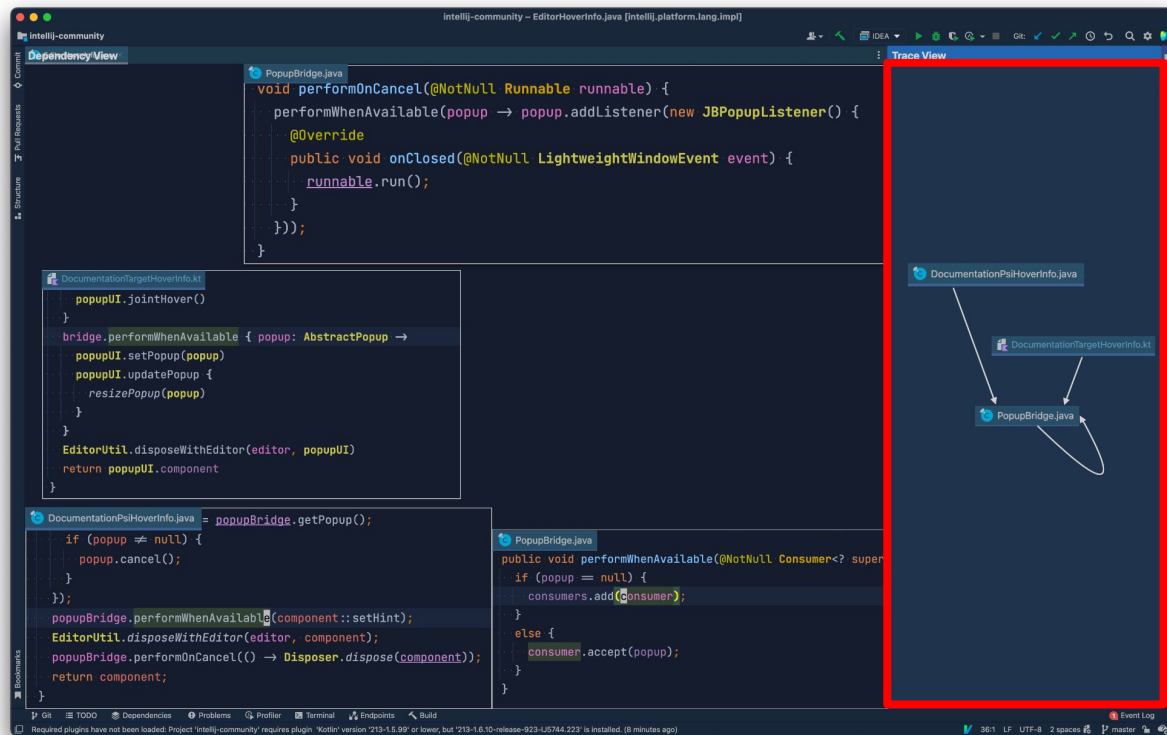 intellij-community – EditorHoverInfo.java [intellij.platform.lang.impl]
intellij-community
IDEA
Git:
Dependency View
Trace View
Commit
Pull Requests
Structure
Bookmarks
PopupBridge.java
void performOnCancel(@NotNull Runnable runnable) {
performWhenAvailable(popup → popup.addListener(new JBPopupListener() {
@Override
public void onClosed(@NotNull LightweightWindowEvent event) {
runnable.run();
}
}));
}
DocumentationTargetHoverInfo.kt
popupUI.jointHover()
}
bridge.performWhenAvailable { popup: AbstractPopup →
popupUI.setPopup(popup)
popupUI.updatePopup {
resizePopup(popup)
}
}
EditorUtil.disposeWithEditor(editor, popupUI)
return popupUI.component
}
DocumentationPsiHoverInfo.java = popupBridge.getPopup();
if (popup ≠ null) {
popup.cancel();
}
});
popupBridge.performWhenAvailable(component::setHint);
EditorUtil.disposeWithEditor(editor, component);
popupBridge.performOnCancel(() → Disposer.dispose(component));
return component;
}
PopupBridge.java
public void performWhenAvailable(@NotNull Consumer<? super
if (popup == null) {
consumers.add(consumer);
}
else {
consumer.accept(popup);
}
}
DocumentationPsiHoverInfo.java
DocumentationTargetHoverInfo.kt
PopupBridge.java
Git TODO Dependencies Problems Profiler Terminal Endpoints Build
1 Event Log
Required plugins have not been loaded: Project 'intellij-community' requires plugin 'Kotlin' version '213-1.5.99' or lower, but '213-1.6.10-release-923-IJ5744.223' is installed. (8 minutes ago)
36:1 LF UTF-8 2 spaces master